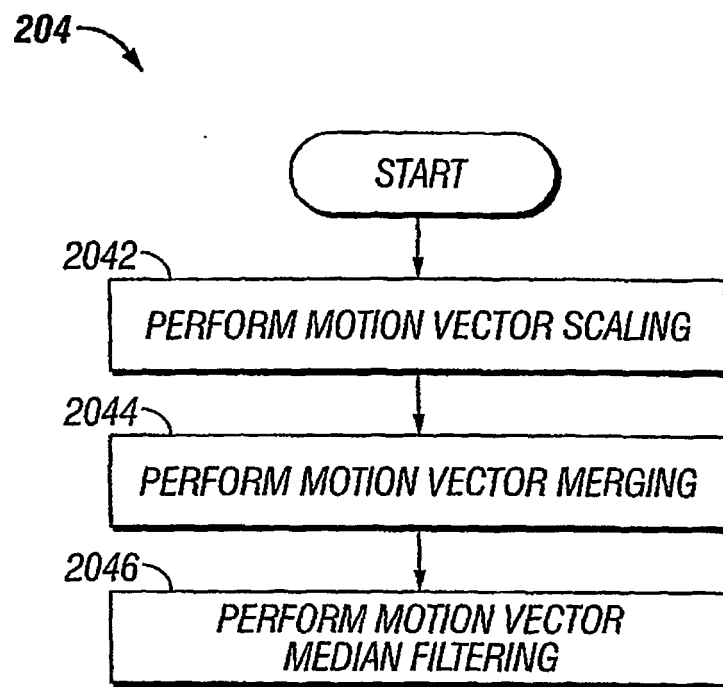 204
START
2042
PERFORM MOTION VECTOR SCALING
2044
PERFORM MOTION VECTOR MERGING
2046
PERFORM MOTION VECTOR
MEDIAN FILTERING